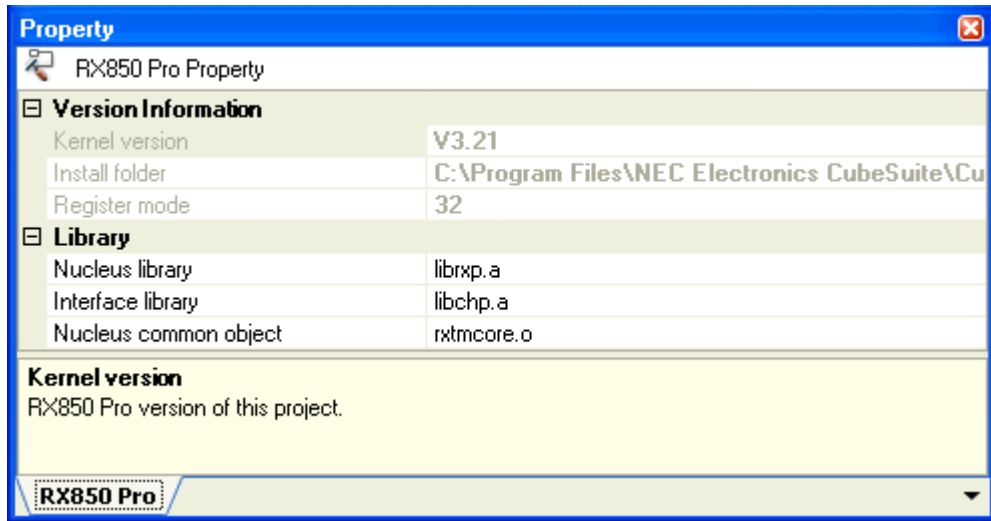 Property
RX850 Pro Property
Version Information
Kernel version V3.21
Install folder C:\Program Files\NEC Electronics CubeSuite\Cu
Register mode 32
Library
Nucleus library librxp.a
Interface library libchp.a
Nucleus common object rxtmcore.o
Kernel version
RX850 Pro version of this project.
RX850 Pro